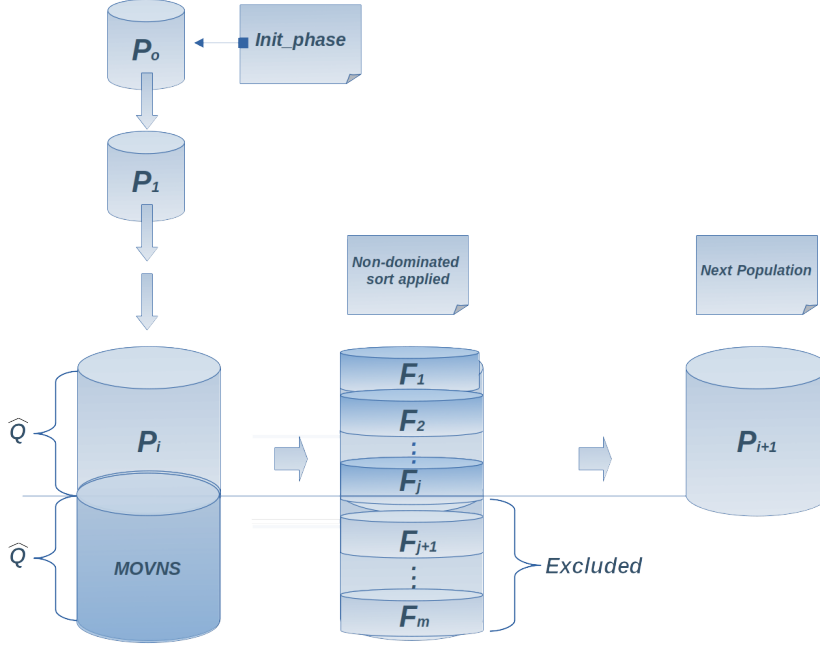 P₀
Init_phase
P₁
Non-dominated
sort applied
Next Population
F₁
Q̂
Pᵢ
F₂
⋮
Pᵢ₊₁
Fⱼ
Q̂
MOVNS
Fⱼ₊₁
Excluded
⋮
Fₘ